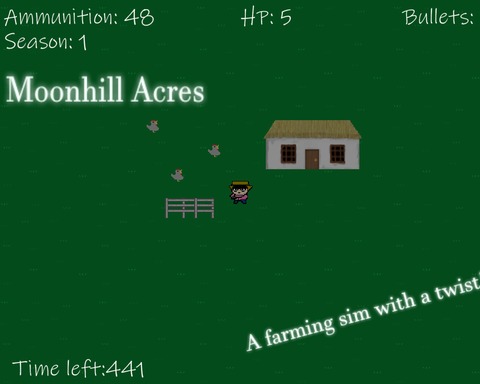 Ammunition: 48 HP: 5 Bullets:
Season: 1
Moonhill Acres
A farming sim with a twist!
Time left:441